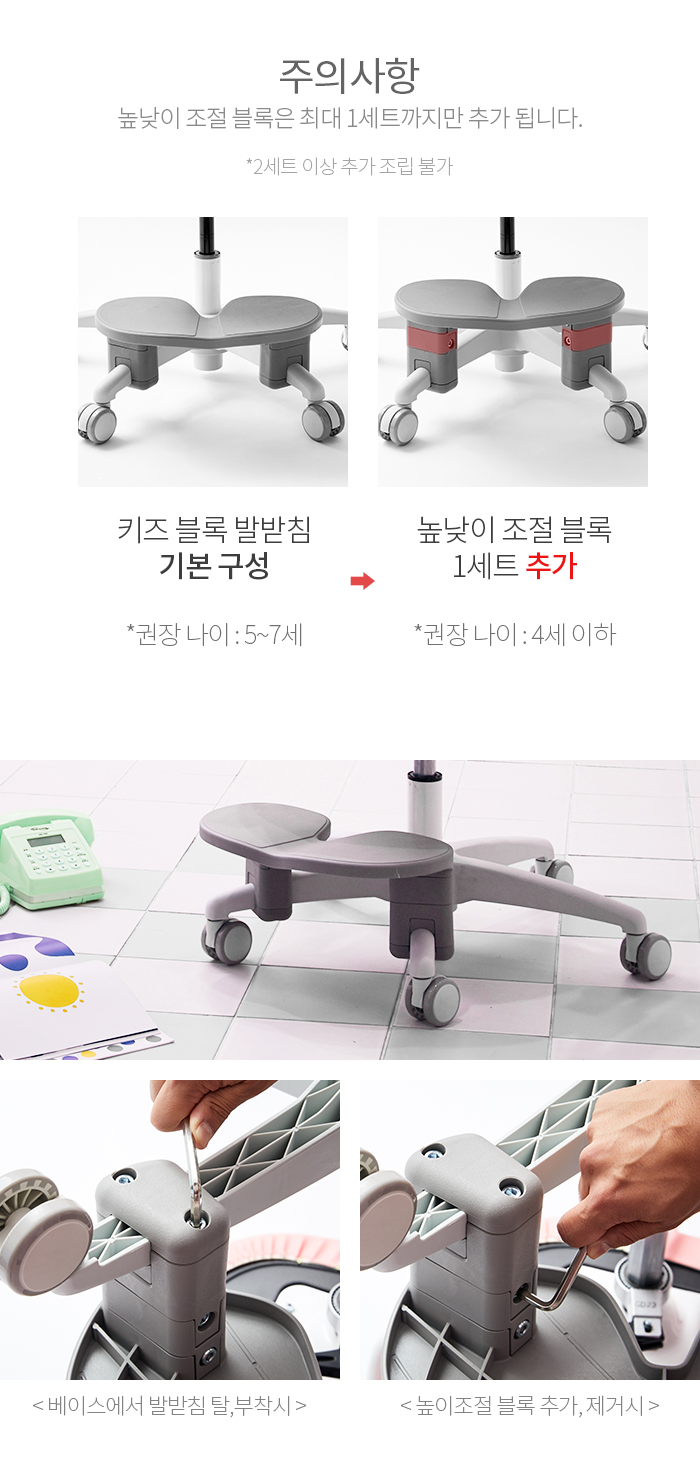 주의사항
높낮이 조절 블록은 최대 1세트까지만 추가 됩니다.
*2세트 이상 추가 조립 불가
키즈 블록 발받침
기본 구성
*권장 나이 : 5~7세
높낮이 조절 블록
1세트 추가
*권장 나이 : 4세 이하
< 베이스에서 발받침 탈,부착시 >
< 높이조절 블록 추가, 제거시 >